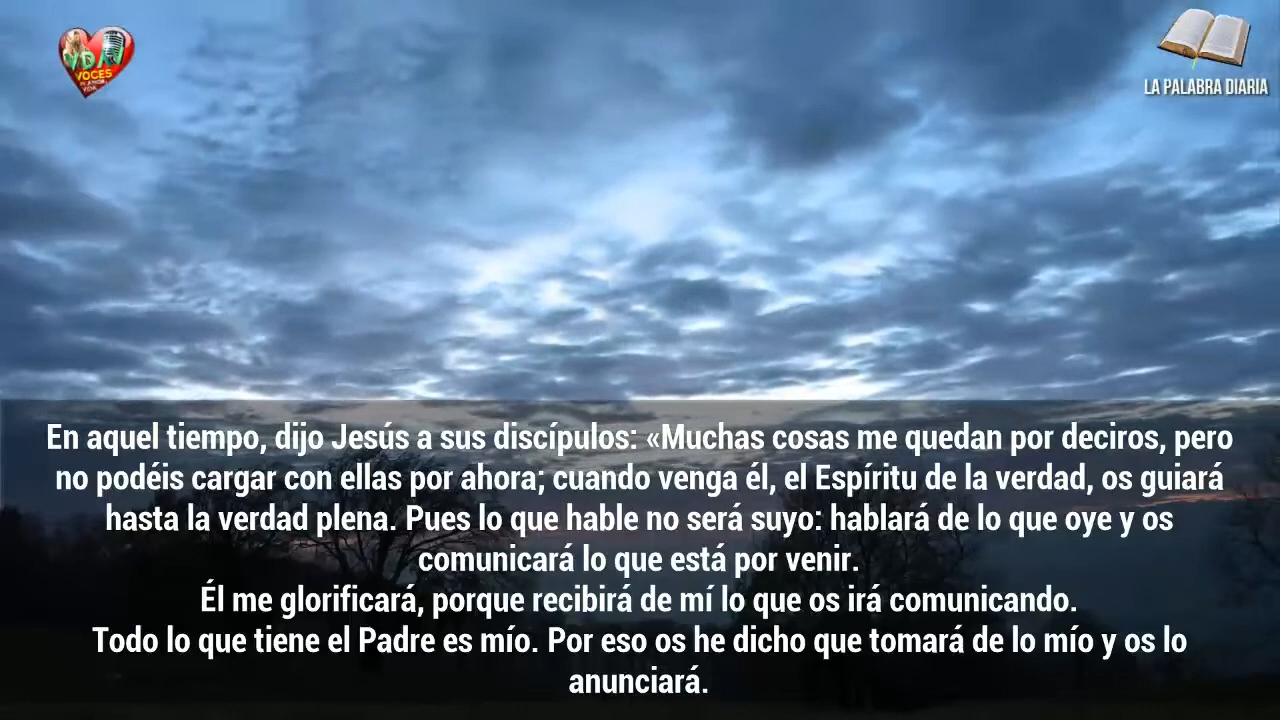 VDAV
VOCES
DE AMOR Y
VIDA
LA PALABRA DIARIA
En aquel tiempo, dijo Jesús a sus discípulos: «Muchas cosas me quedan por deciros, pero
no podéis cargar con ellas por ahora; cuando venga él, el Espíritu de la verdad, os guiará
hasta la verdad plena. Pues lo que hable no será suyo: hablará de lo que oye y os
comunicará lo que está por venir.
Él me glorificará, porque recibirá de mí lo que os irá comunicando.
Todo lo que tiene el Padre es mío. Por eso os he dicho que tomará de lo mío y os lo
anunciará.